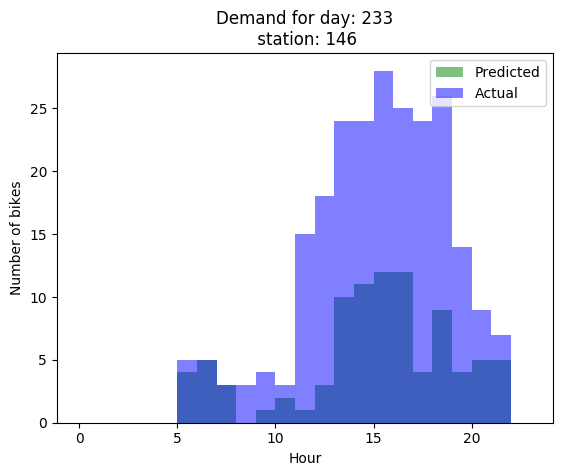 Demand for day: 233
station: 146
Predicted
Actual
Number of bikes
25
20
15
10
5
0
0 5 10 15 20
Hour